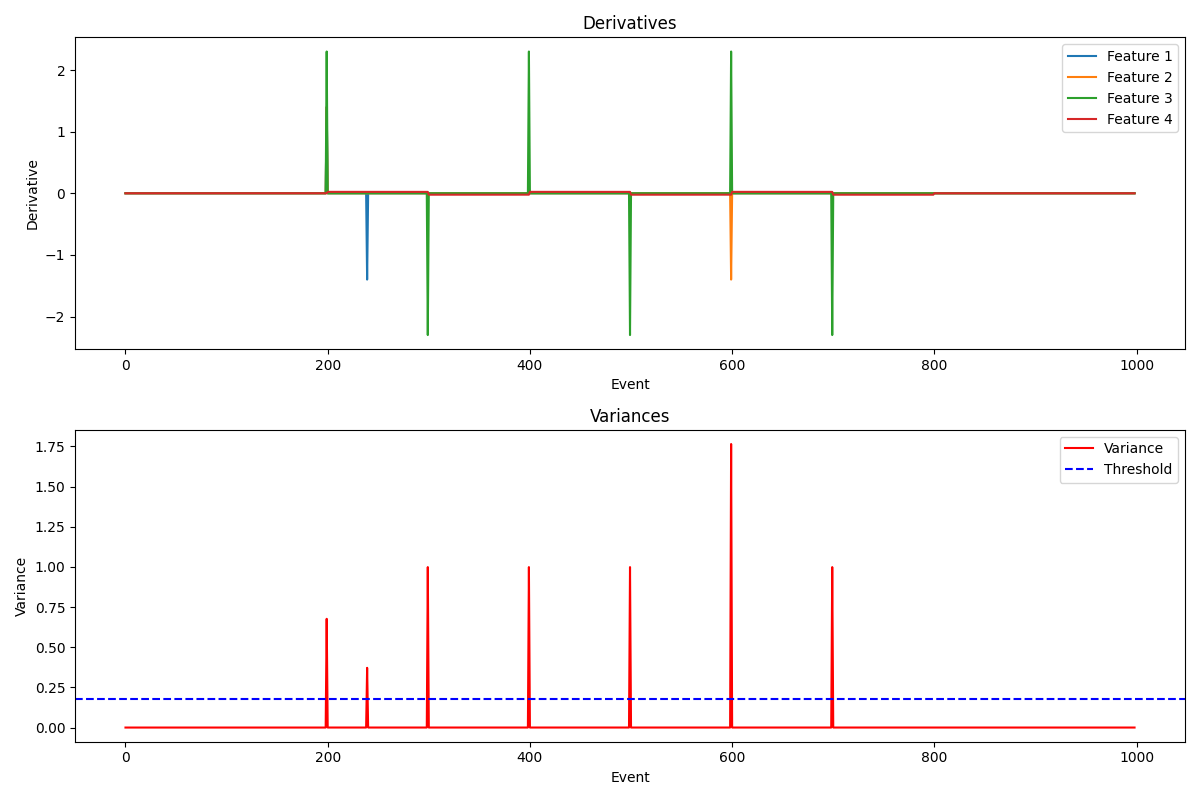 Derivatives
Derivative
2
1
0
−1
−2
Feature 1
Feature 2
Feature 3
Feature 4
0 200 400 600 800 1000
Event
Variances
Variance
1.75
1.50
1.25
1.00
0.75
0.50
0.25
0.00
Variance
Threshold
0 200 400 600 800 1000
Event